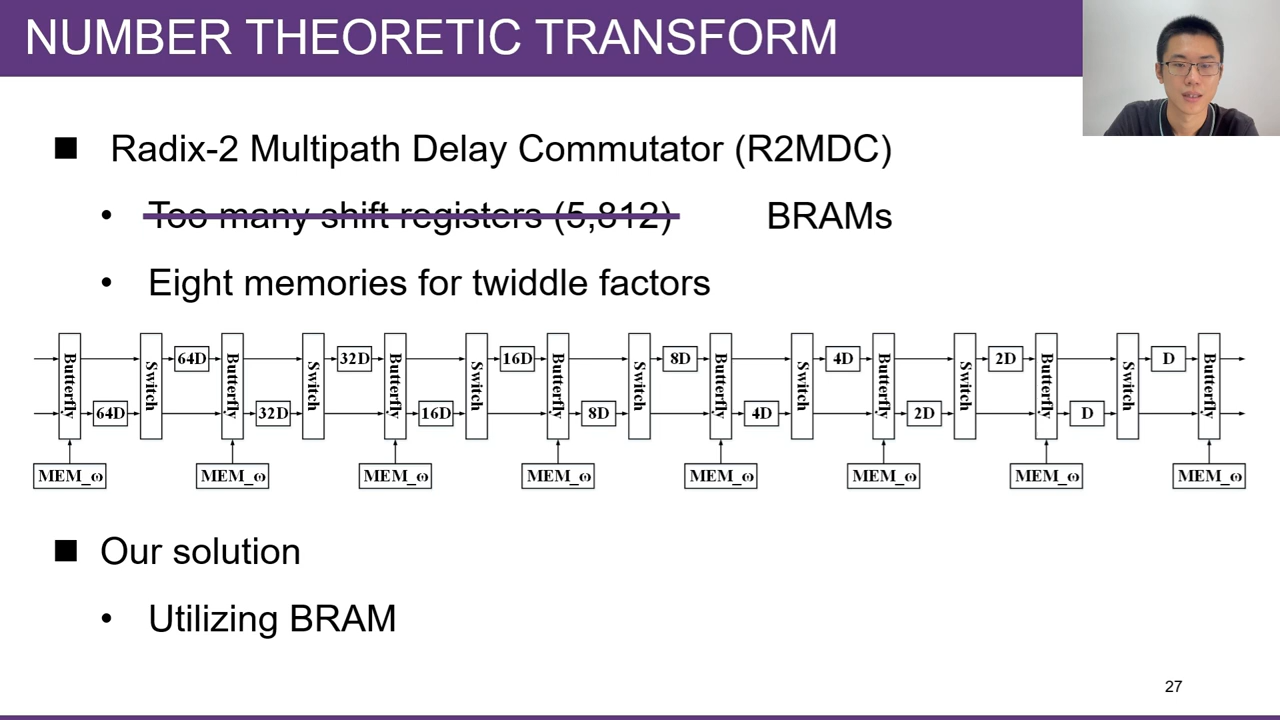 NUMBER THEORETIC TRANSFORM
Radix-2 Multipath Delay Commutator (R2MDC)
Too many shift registers (5,812) BRAMs
Eight memories for twiddle factors
Butterfly 64D Switch 64D Butterfly 32D Switch 32D Butterfly 16D Switch 16D Butterfly 8D Switch 8D Butterfly 4D Switch 4D Butterfly 2D Switch 2D Butterfly D Switch D Butterfly
MEM_ω MEM_ω MEM_ω MEM_ω MEM_ω MEM_ω MEM_ω MEM_ω
Our solution
Utilizing BRAM
27